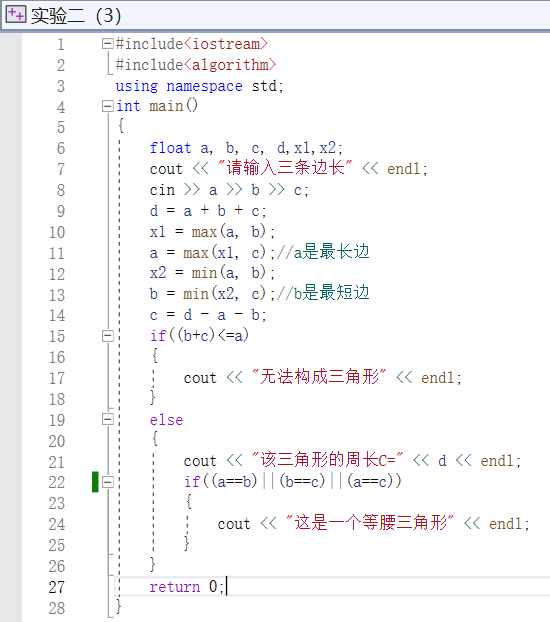 实验二（3）
1 #include<iostream>
2 #include<algorithm>
3 using namespace std;
4 int main()
5 {
6 float a, b, c, d,x1,x2;
7 cout << "请输入三条边长" << endl;
8 cin >> a >> b >> c;
9 d = a + b + c;
10 x1 = max(a, b);
11 a = max(x1, c);//a是最长边
12 x2 = min(a, b);
13 b = min(x2, c);//b是最短边
14 c = d - a - b;
15 if((b+c)<=a)
16 {
17 cout << "无法构成三角形" << endl;
18 }
19 else
20 {
21 cout << "该三角形的周长C=" << d << endl;
22 if((a==b)||(b==c)||(a==c))
23 {
24 cout << "这是一个等腰三角形" << endl;
25 }
26 }
27 return 0;
28 }